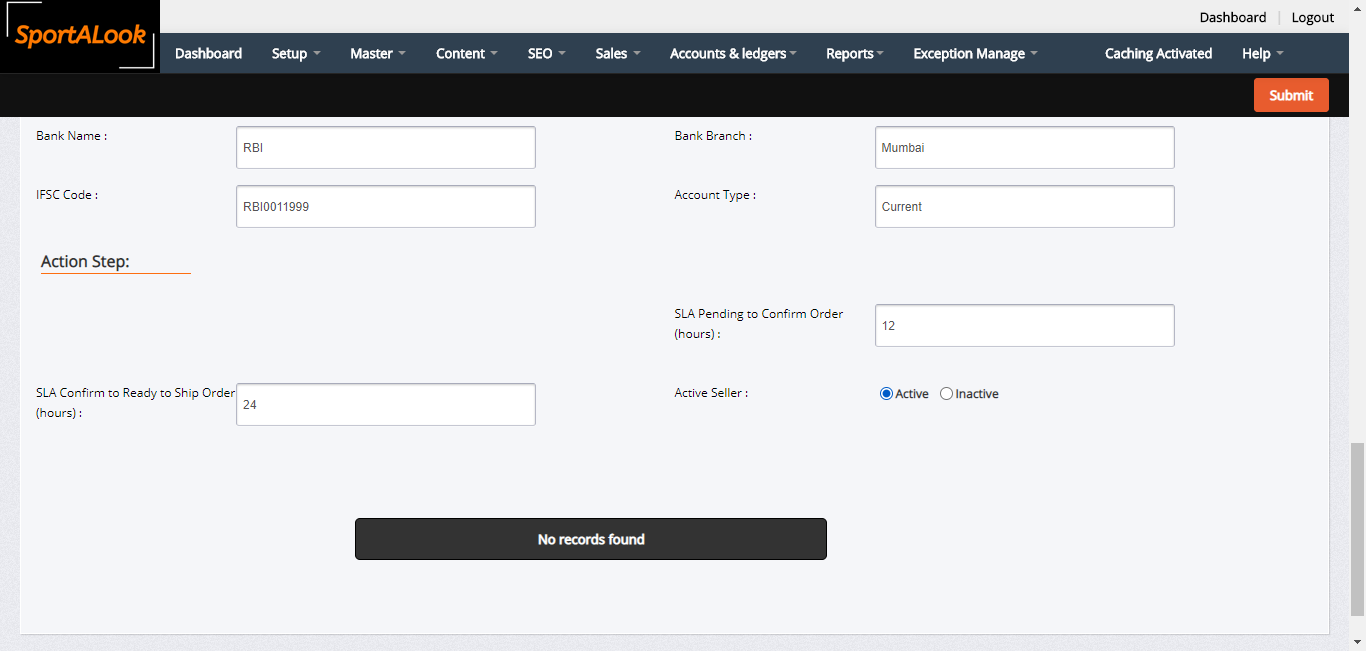 SportALook
Dashboard
Logout
Dashboard Setup Master Content SEO Sales Accounts & ledgers Reports Exception Manage Caching Activated Help
Submit
Bank Name :
RBI
Bank Branch :
Mumbai
IFSC Code :
RBI0011999
Account Type :
Current
Action Step:
SLA Pending to Confirm Order
(hours) :
12
SLA Confirm to Ready to Ship Order
(hours) :
24
Active Seller :
Active Inactive
No records found